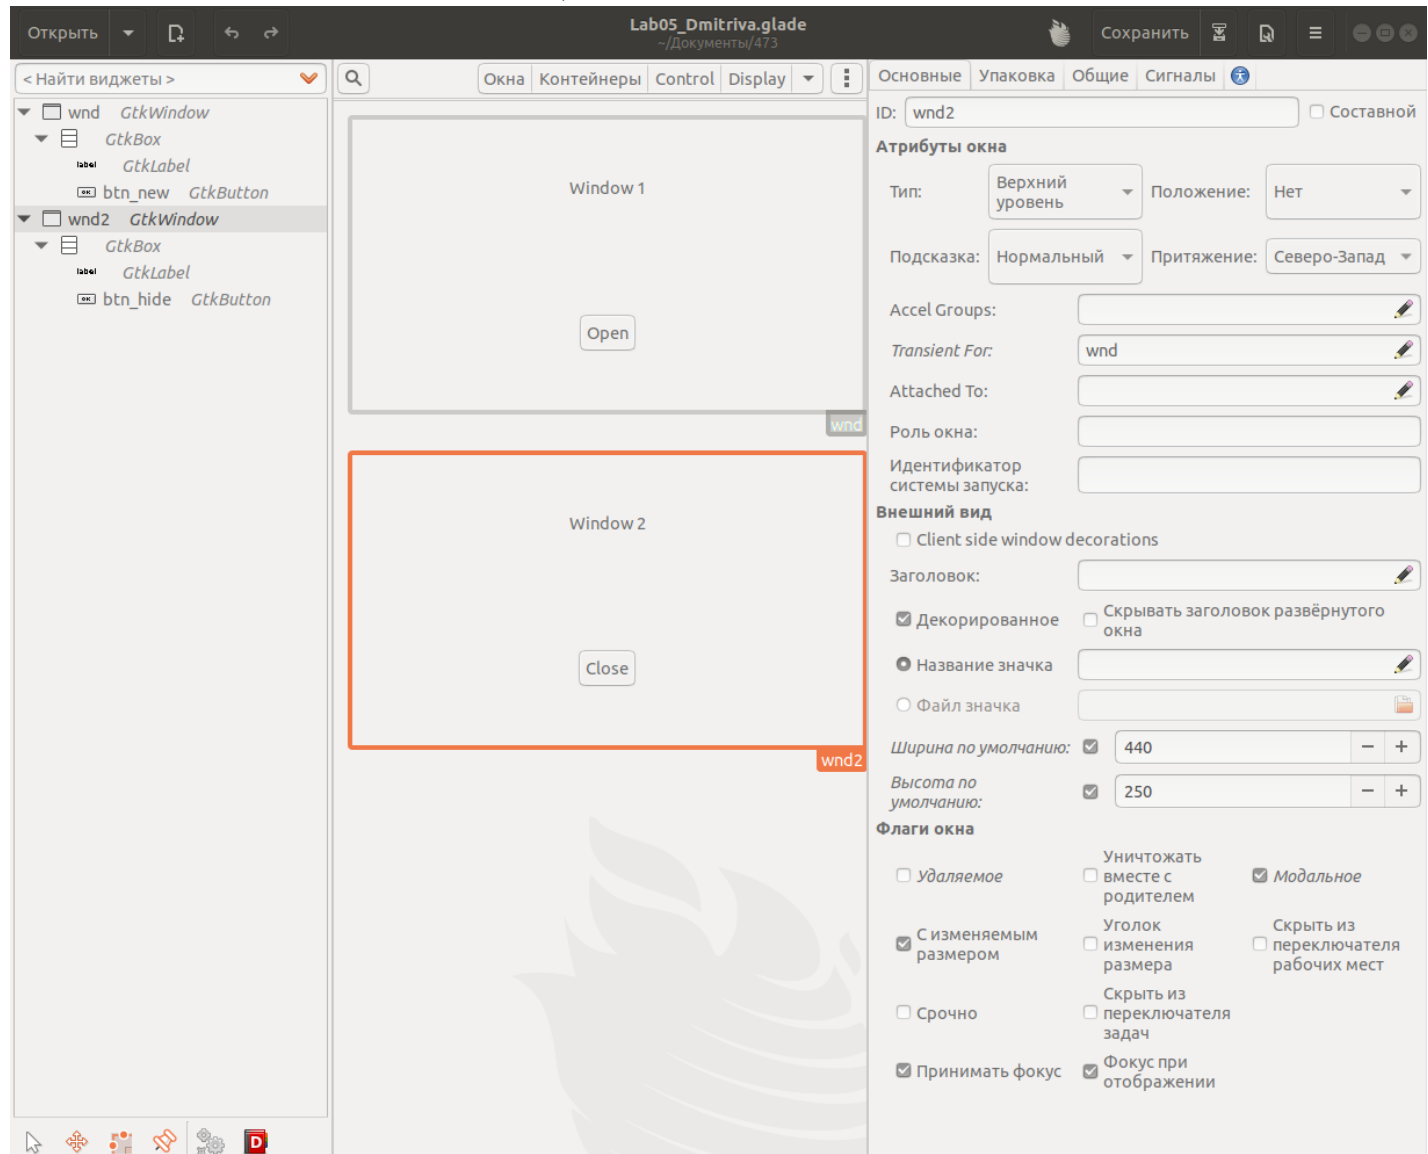 Lab05_Dmitriva.glade
~/Документы/473
Открыть
Сохранить
< Найти виджеты >
wnd GtkWindow
GtkBox
label GtkLabel
OK btn_new GtkButton
wnd2 GtkWindow
GtkBox
label GtkLabel
OK btn_hide GtkButton
D
Окна Контейнеры Control Display
Window 1
Open
wnd
Window 2
Close
wnd2
Основные Упаковка Общие Сигналы
ID: wnd2 Составной
Атрибуты окна
Тип: Верхний уровень Положение: Нет
Подсказка: Нормальный Притяжение: Северо-Запад
Accel Groups:
Transient For: wnd
Attached To:
Роль окна:
Идентификатор
системы запуска:
Внешний вид
Client side window decorations
Заголовок:
Декорированное Скрывать заголовок развёрнутого
окна
Название значка
Файл значка
Ширина по умолчанию: 440 − +
Высота по
умолчанию: 250 − +
Флаги окна
Удаляемое Уничтожать вместе с родителем Модальное
С изменяемым размером Уголок изменения размера Скрыть из переключателя рабочих мест
Срочно Скрыть из переключателя задач
Принимать фокус Фокус при отображении